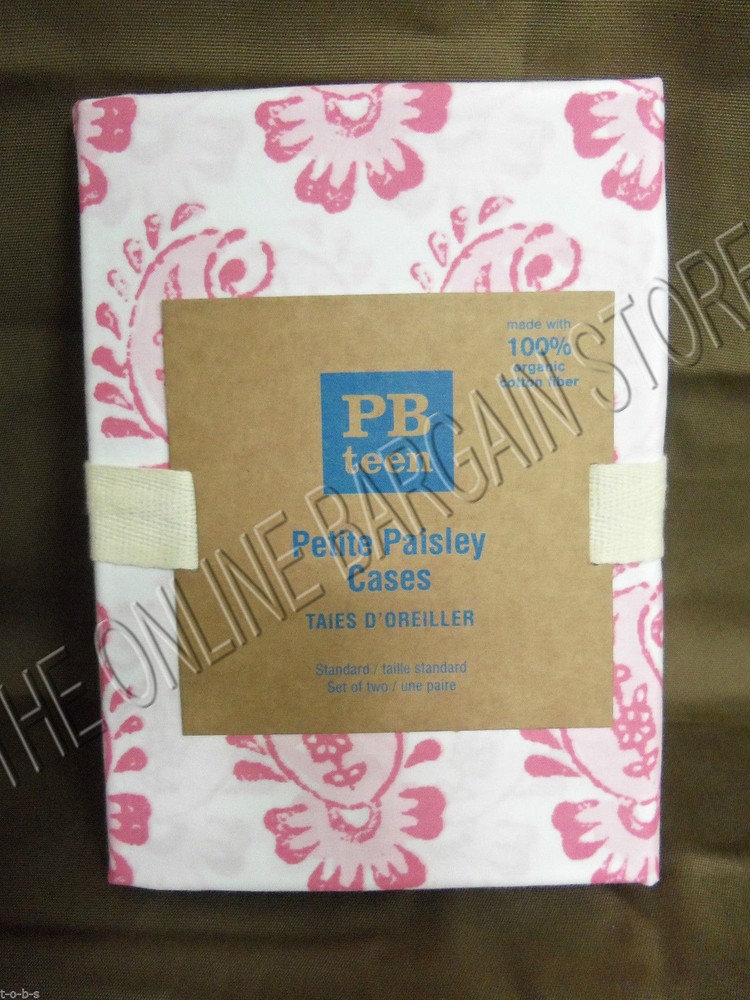 made with
100%
organic
cotton fiber
PB
teen
Petite Paisley
Cases
TAIES D'OREILLER
Standard / taille standard
Set of two / une paire
THE ONLINE BARGAIN STORE
t-o-b-s